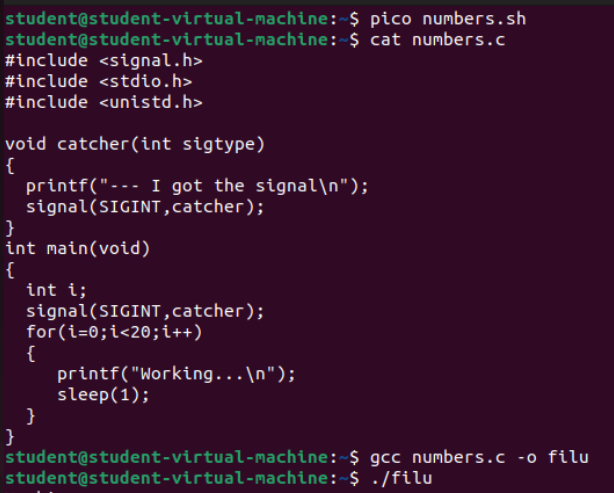 student@student-virtual-machine:~$ pico numbers.sh
student@student-virtual-machine:~$ cat numbers.c
#include <signal.h>
#include <stdio.h>
#include <unistd.h>
void catcher(int sigtype)
{
printf("--- I got the signal\n");
signal(SIGINT,catcher);
}
int main(void)
{
int i;
signal(SIGINT,catcher);
for(i=0;i<20;i++)
{
printf("Working...\n");
sleep(1);
}
}
student@student-virtual-machine:~$ gcc numbers.c -o filu
student@student-virtual-machine:~$ ./filu